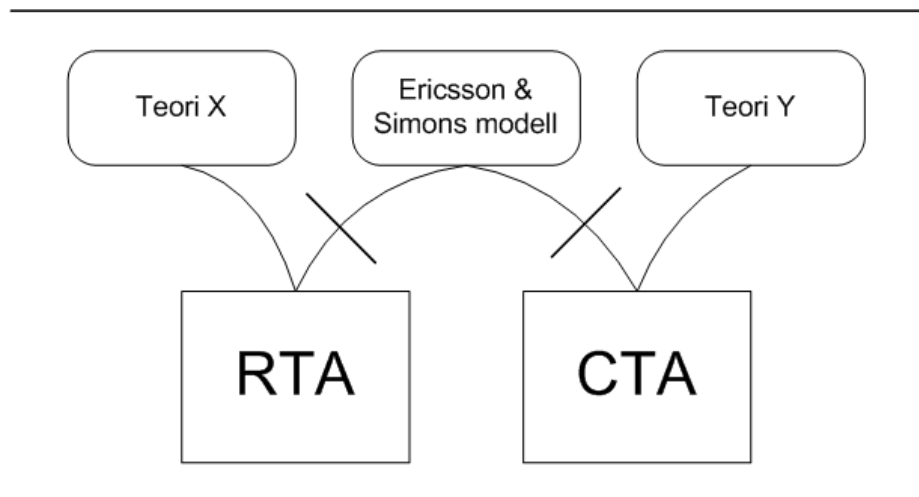 Teori X
Ericsson &
Simons modell
Teori Y
RTA
CTA